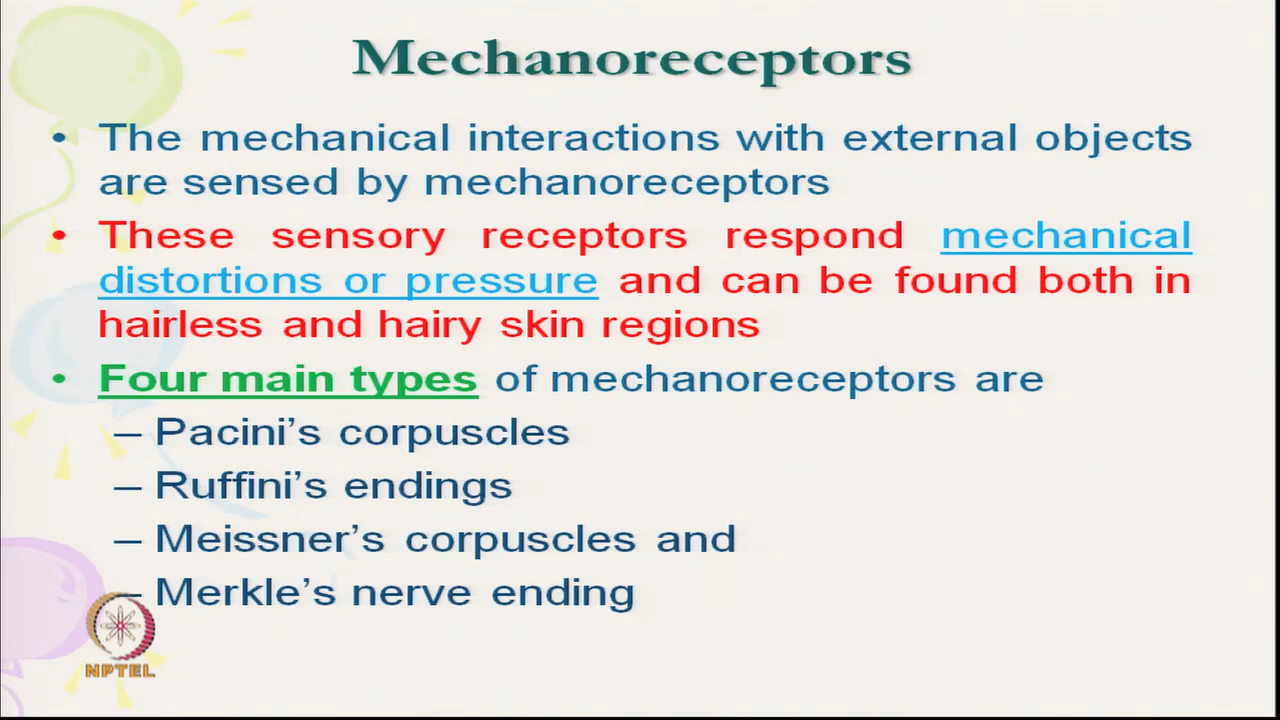 Mechanoreceptors
• The mechanical interactions with external objects
are sensed by mechanoreceptors
• These sensory receptors respond mechanical
distortions or pressure and can be found both in
hairless and hairy skin regions
• Four main types of mechanoreceptors are
– Pacini’s corpuscles
– Ruffini’s endings
– Meissner’s corpuscles and
– Merkle’s nerve ending
NPTEL